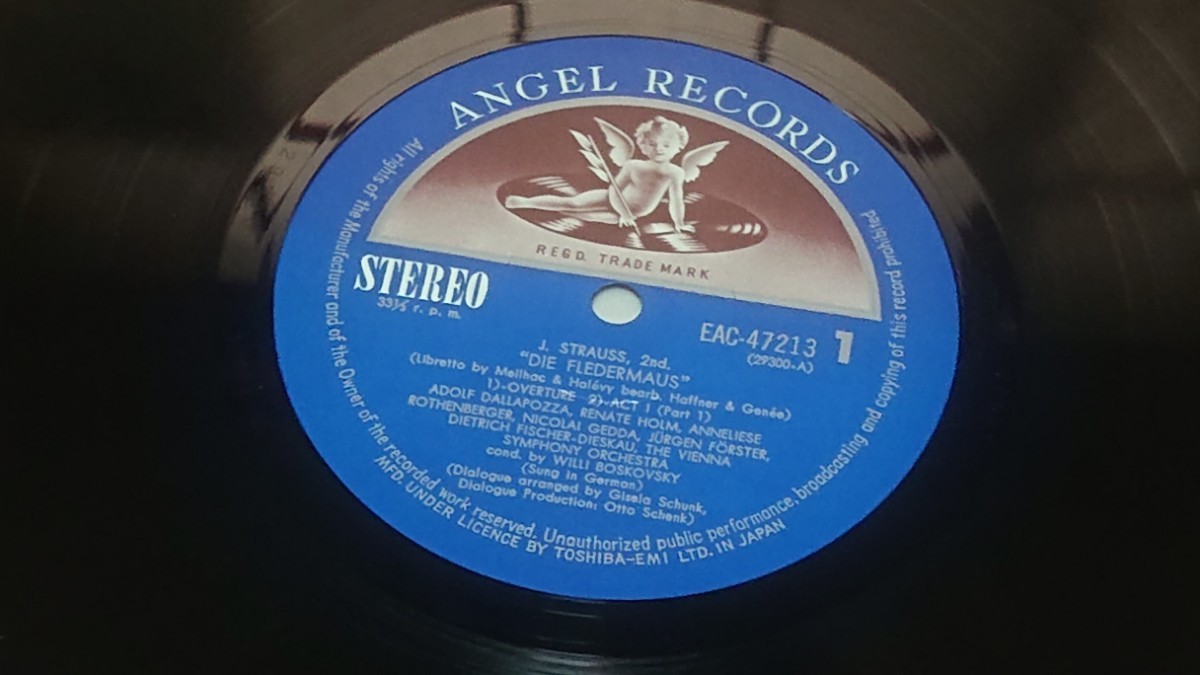 ANGEL RECORDS
REGD. TRADE MARK
STEREO
33⅓ r. p. m.
EAC-47213 1
(29300-A)
J. STRAUSS, 2nd.
"DIE FLEDERMAUS"
(Libretto by Meilhac & Halévy bearb. Haffner & Genée)
1)-OVERTURE 2)-ACT I (Part 1)
ADOLF DALLAPOZZA, RENATE HOLM, ANNELIESE
ROTHENBERGER, NICOLAI GEDDA, JÜRGEN FÖRSTER,
DIETRICH FISCHER-DIESKAU, THE VIENNA
SYMPHONY ORCHESTRA
cond. by WILLI BOSKOVSKY
(Sung in German)
(Dialogue arranged by Gisela Schunk,
Dialogue Production: Otto Schenk)
All rights of the Manufacturer and of the Owner of the recorded work reserved. Unauthorized public performance, broadcasting and copying of this record prohibited
MFD. UNDER LICENCE BY TOSHIBA-EMI LTD. IN JAPAN